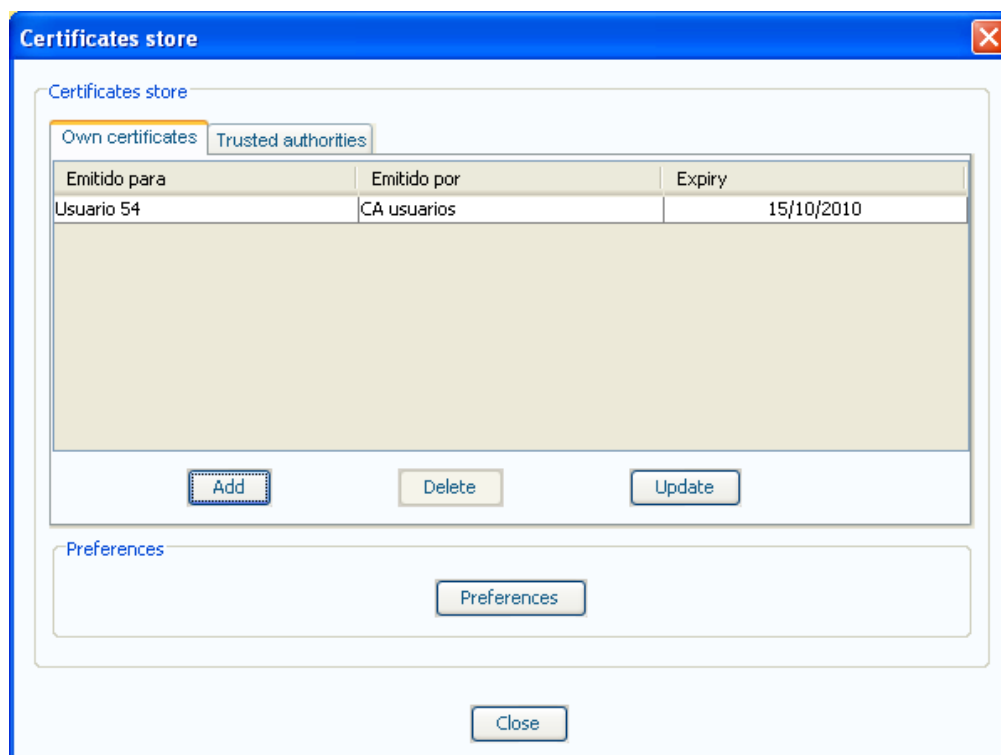 Certificates store
Certificates store
Own certificates Trusted authorities
Emitido para Emitido por Expiry
Usuario 54 CA usuarios 15/10/2010
Add Delete Update
Preferences
Preferences
Close